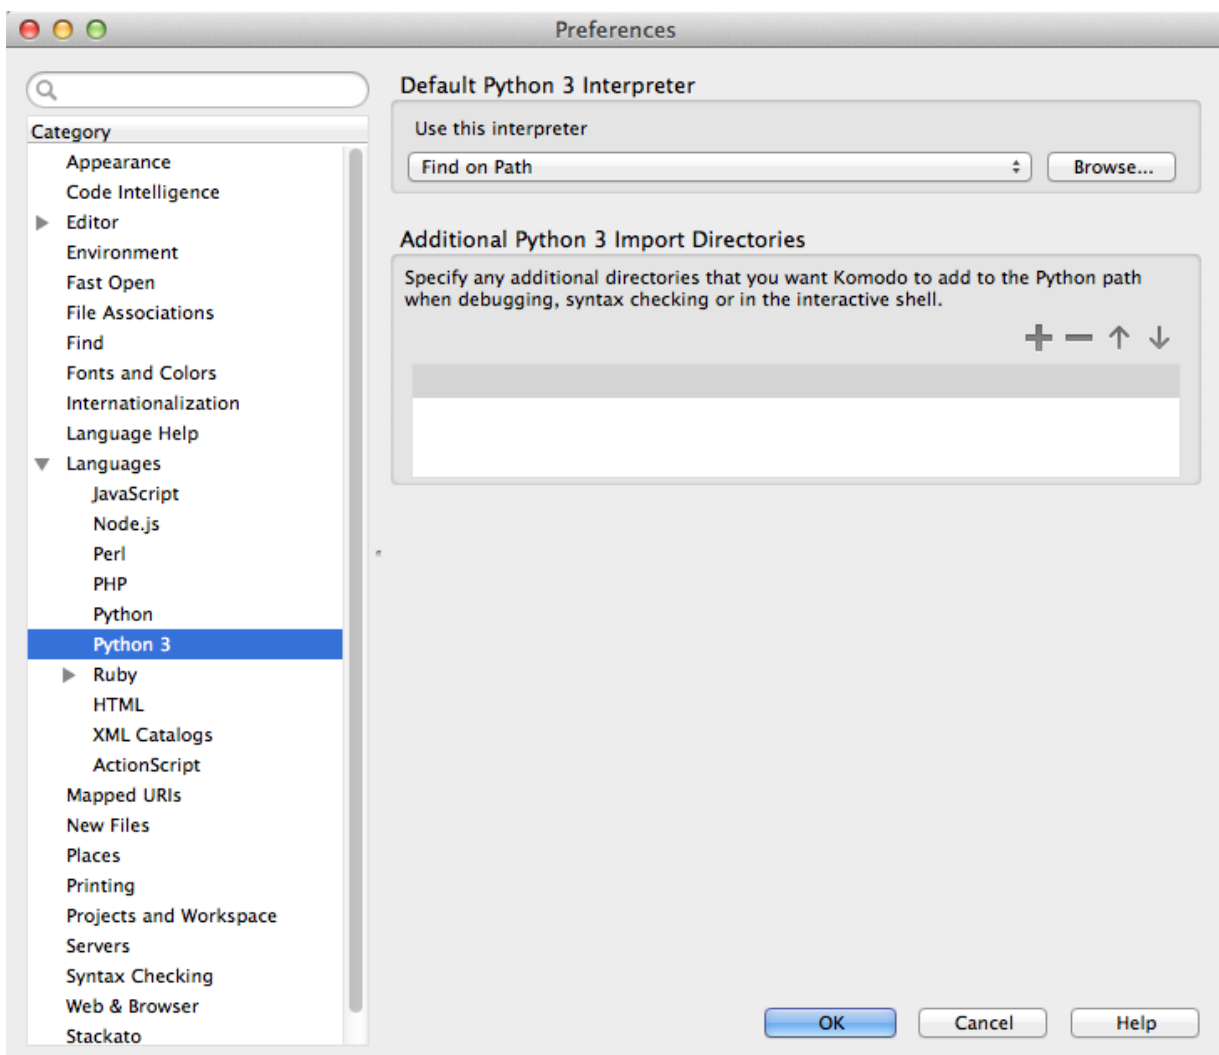 Preferences
Category
Appearance
Code Intelligence
Editor
Environment
Fast Open
File Associations
Find
Fonts and Colors
Internationalization
Language Help
Languages
JavaScript
Node.js
Perl
PHP
Python
Python 3
Ruby
HTML
XML Catalogs
ActionScript
Mapped URIs
New Files
Places
Printing
Projects and Workspace
Servers
Syntax Checking
Web & Browser
Stackato
Default Python 3 Interpreter
Use this interpreter
Find on Path
Browse...
Additional Python 3 Import Directories
Specify any additional directories that you want Komodo to add to the Python path
when debugging, syntax checking or in the interactive shell.
OK
Cancel
Help